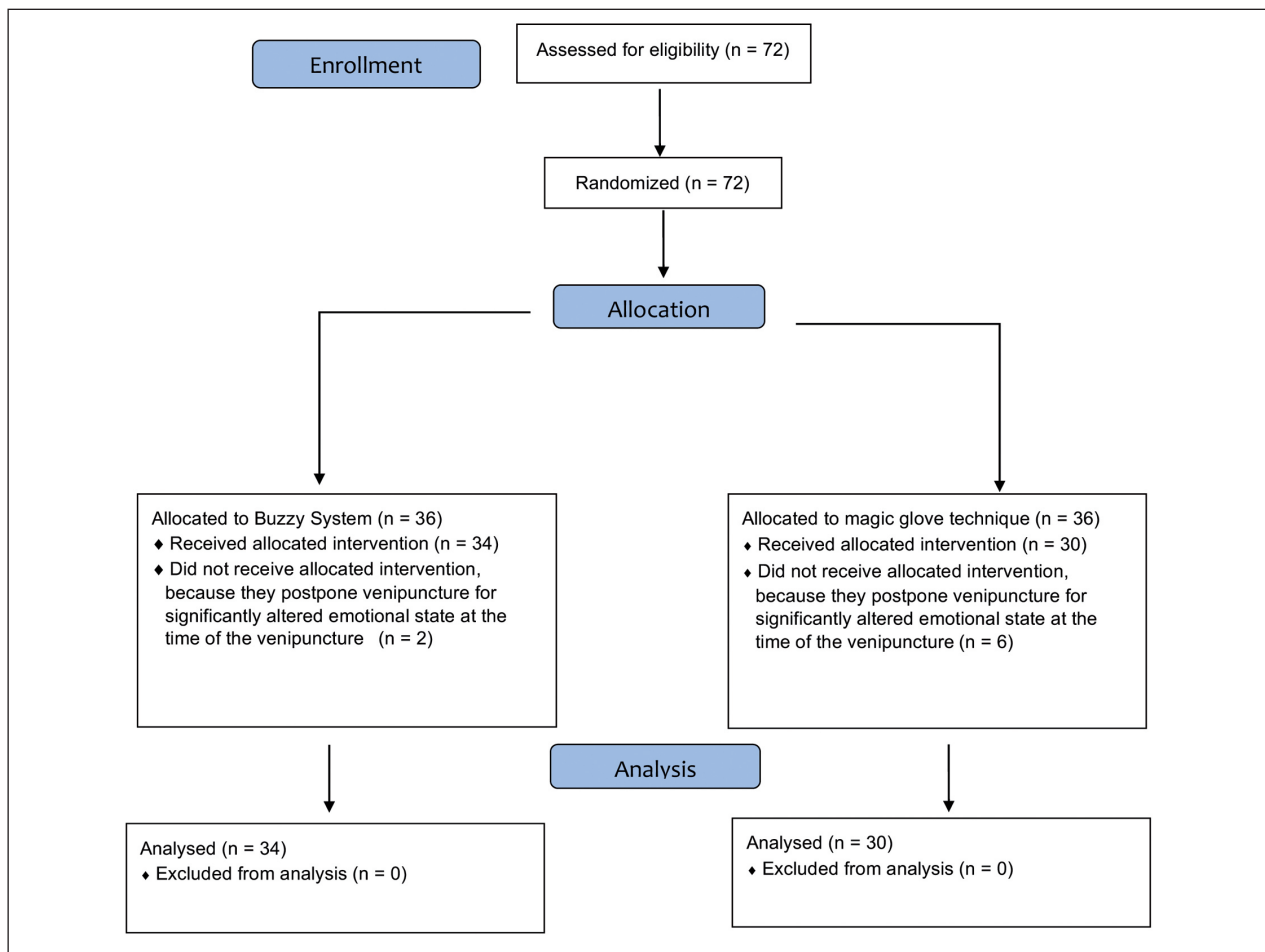 Assessed for eligibility (n = 72)
Enrollment
Randomized (n = 72)
Allocation
Allocated to Buzzy System (n = 36)
♦ Received allocated intervention (n = 34)
♦ Did not receive allocated intervention,
because they postpone venipuncture for
significantly altered emotional state at the
time of the venipuncture (n = 2)
Allocated to magic glove technique (n = 36)
♦ Received allocated intervention (n = 30)
♦ Did not receive allocated intervention,
because they postpone venipuncture for
significantly altered emotional state at the
time of the venipuncture (n = 6)
Analysis
Analysed (n = 34)
♦ Excluded from analysis (n = 0)
Analysed (n = 30)
♦ Excluded from analysis (n = 0)